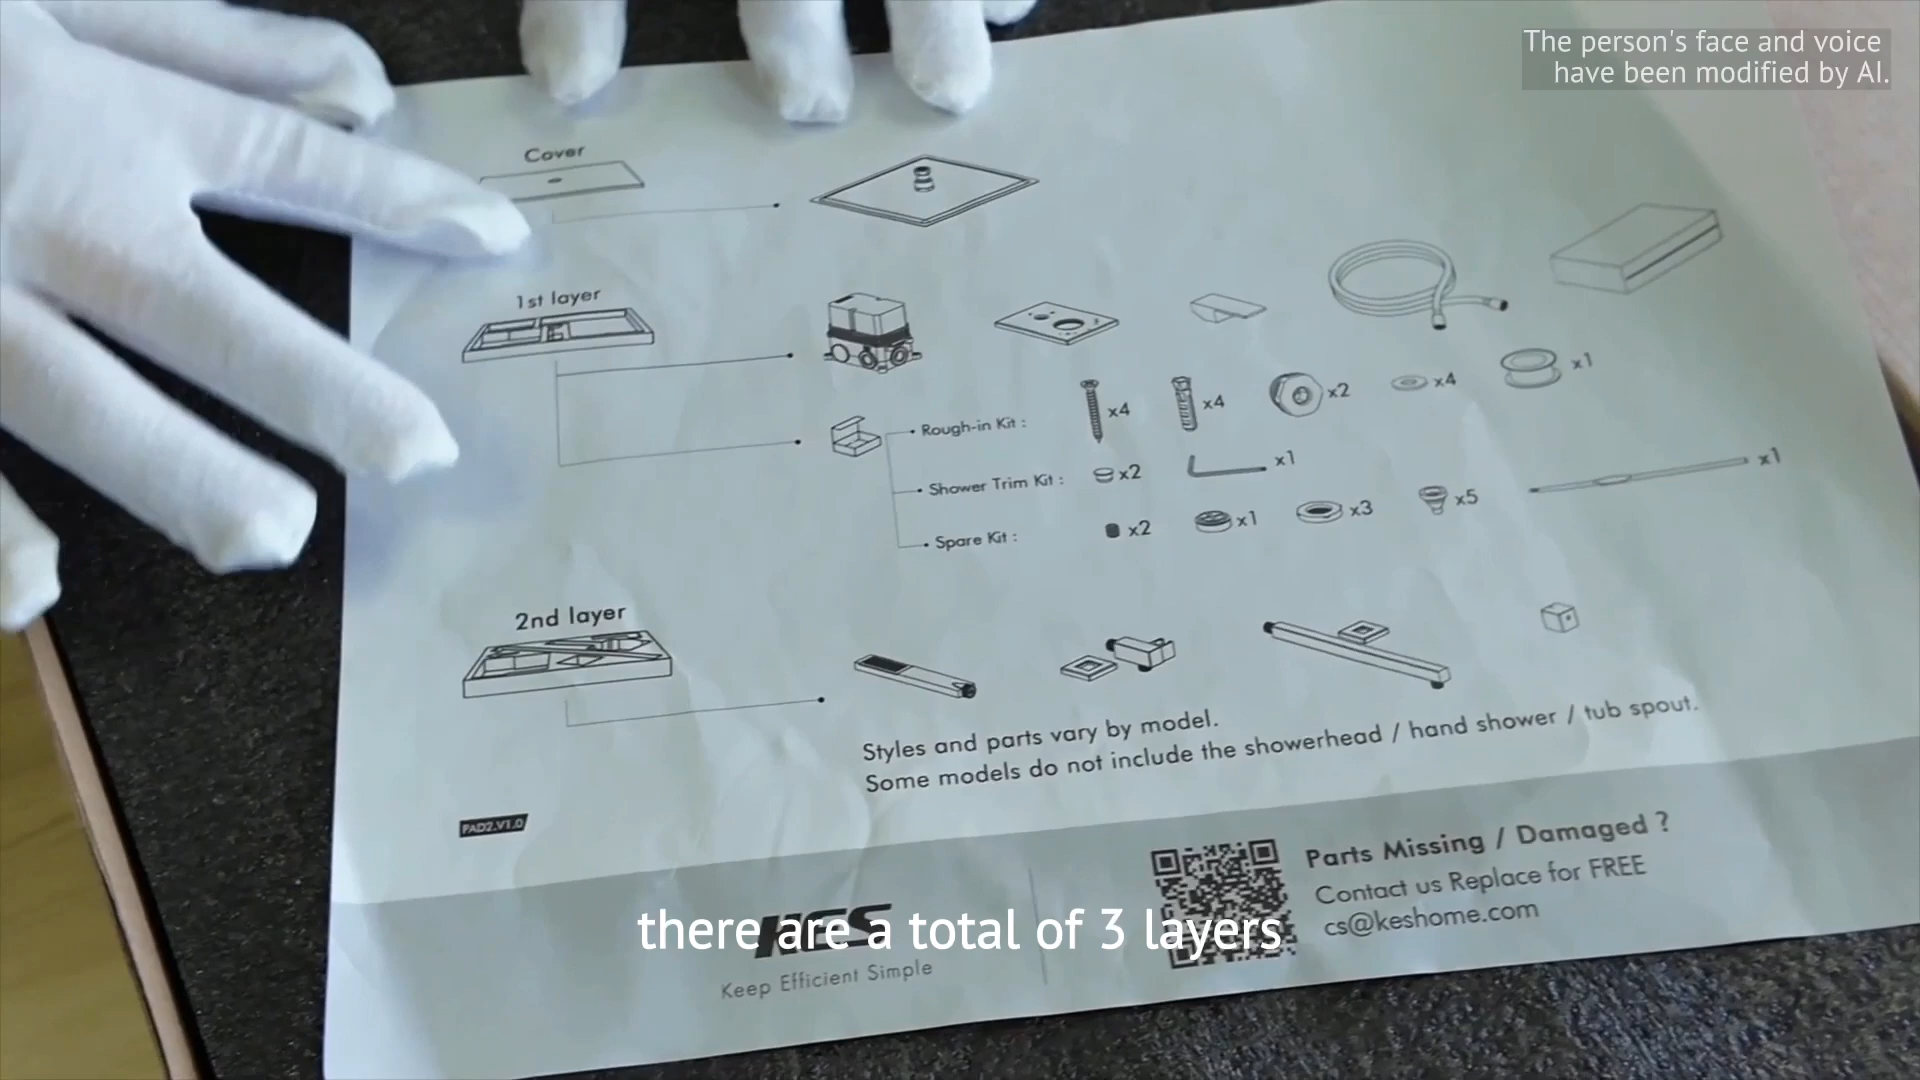 The person's face and voice
have been modified by AI.
Cover
1st layer
x1
x4
x4
x2
x4
Rough-in Kit :
x2
x1
x1
Shower Trim Kit :
x2
x1
x3
x5
Spare Kit :
2nd layer
Styles and parts vary by model.
Some models do not include the showerhead / hand shower / tub spout.
PAD2.V1.0
Parts Missing / Damaged ?
Contact us Replace for FREE
cs@keshome.com
KES
there are a total of 3 layers
Keep Efficient Simple